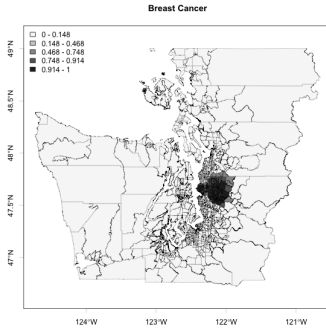 Breast Cancer
0 - 0.148
0.148 - 0.468
0.468 - 0.748
0.748 - 0.914
0.914 - 1
49°N
48.5°N
48°N
47.5°N
47°N
124°W
123°W
122°W
121°W